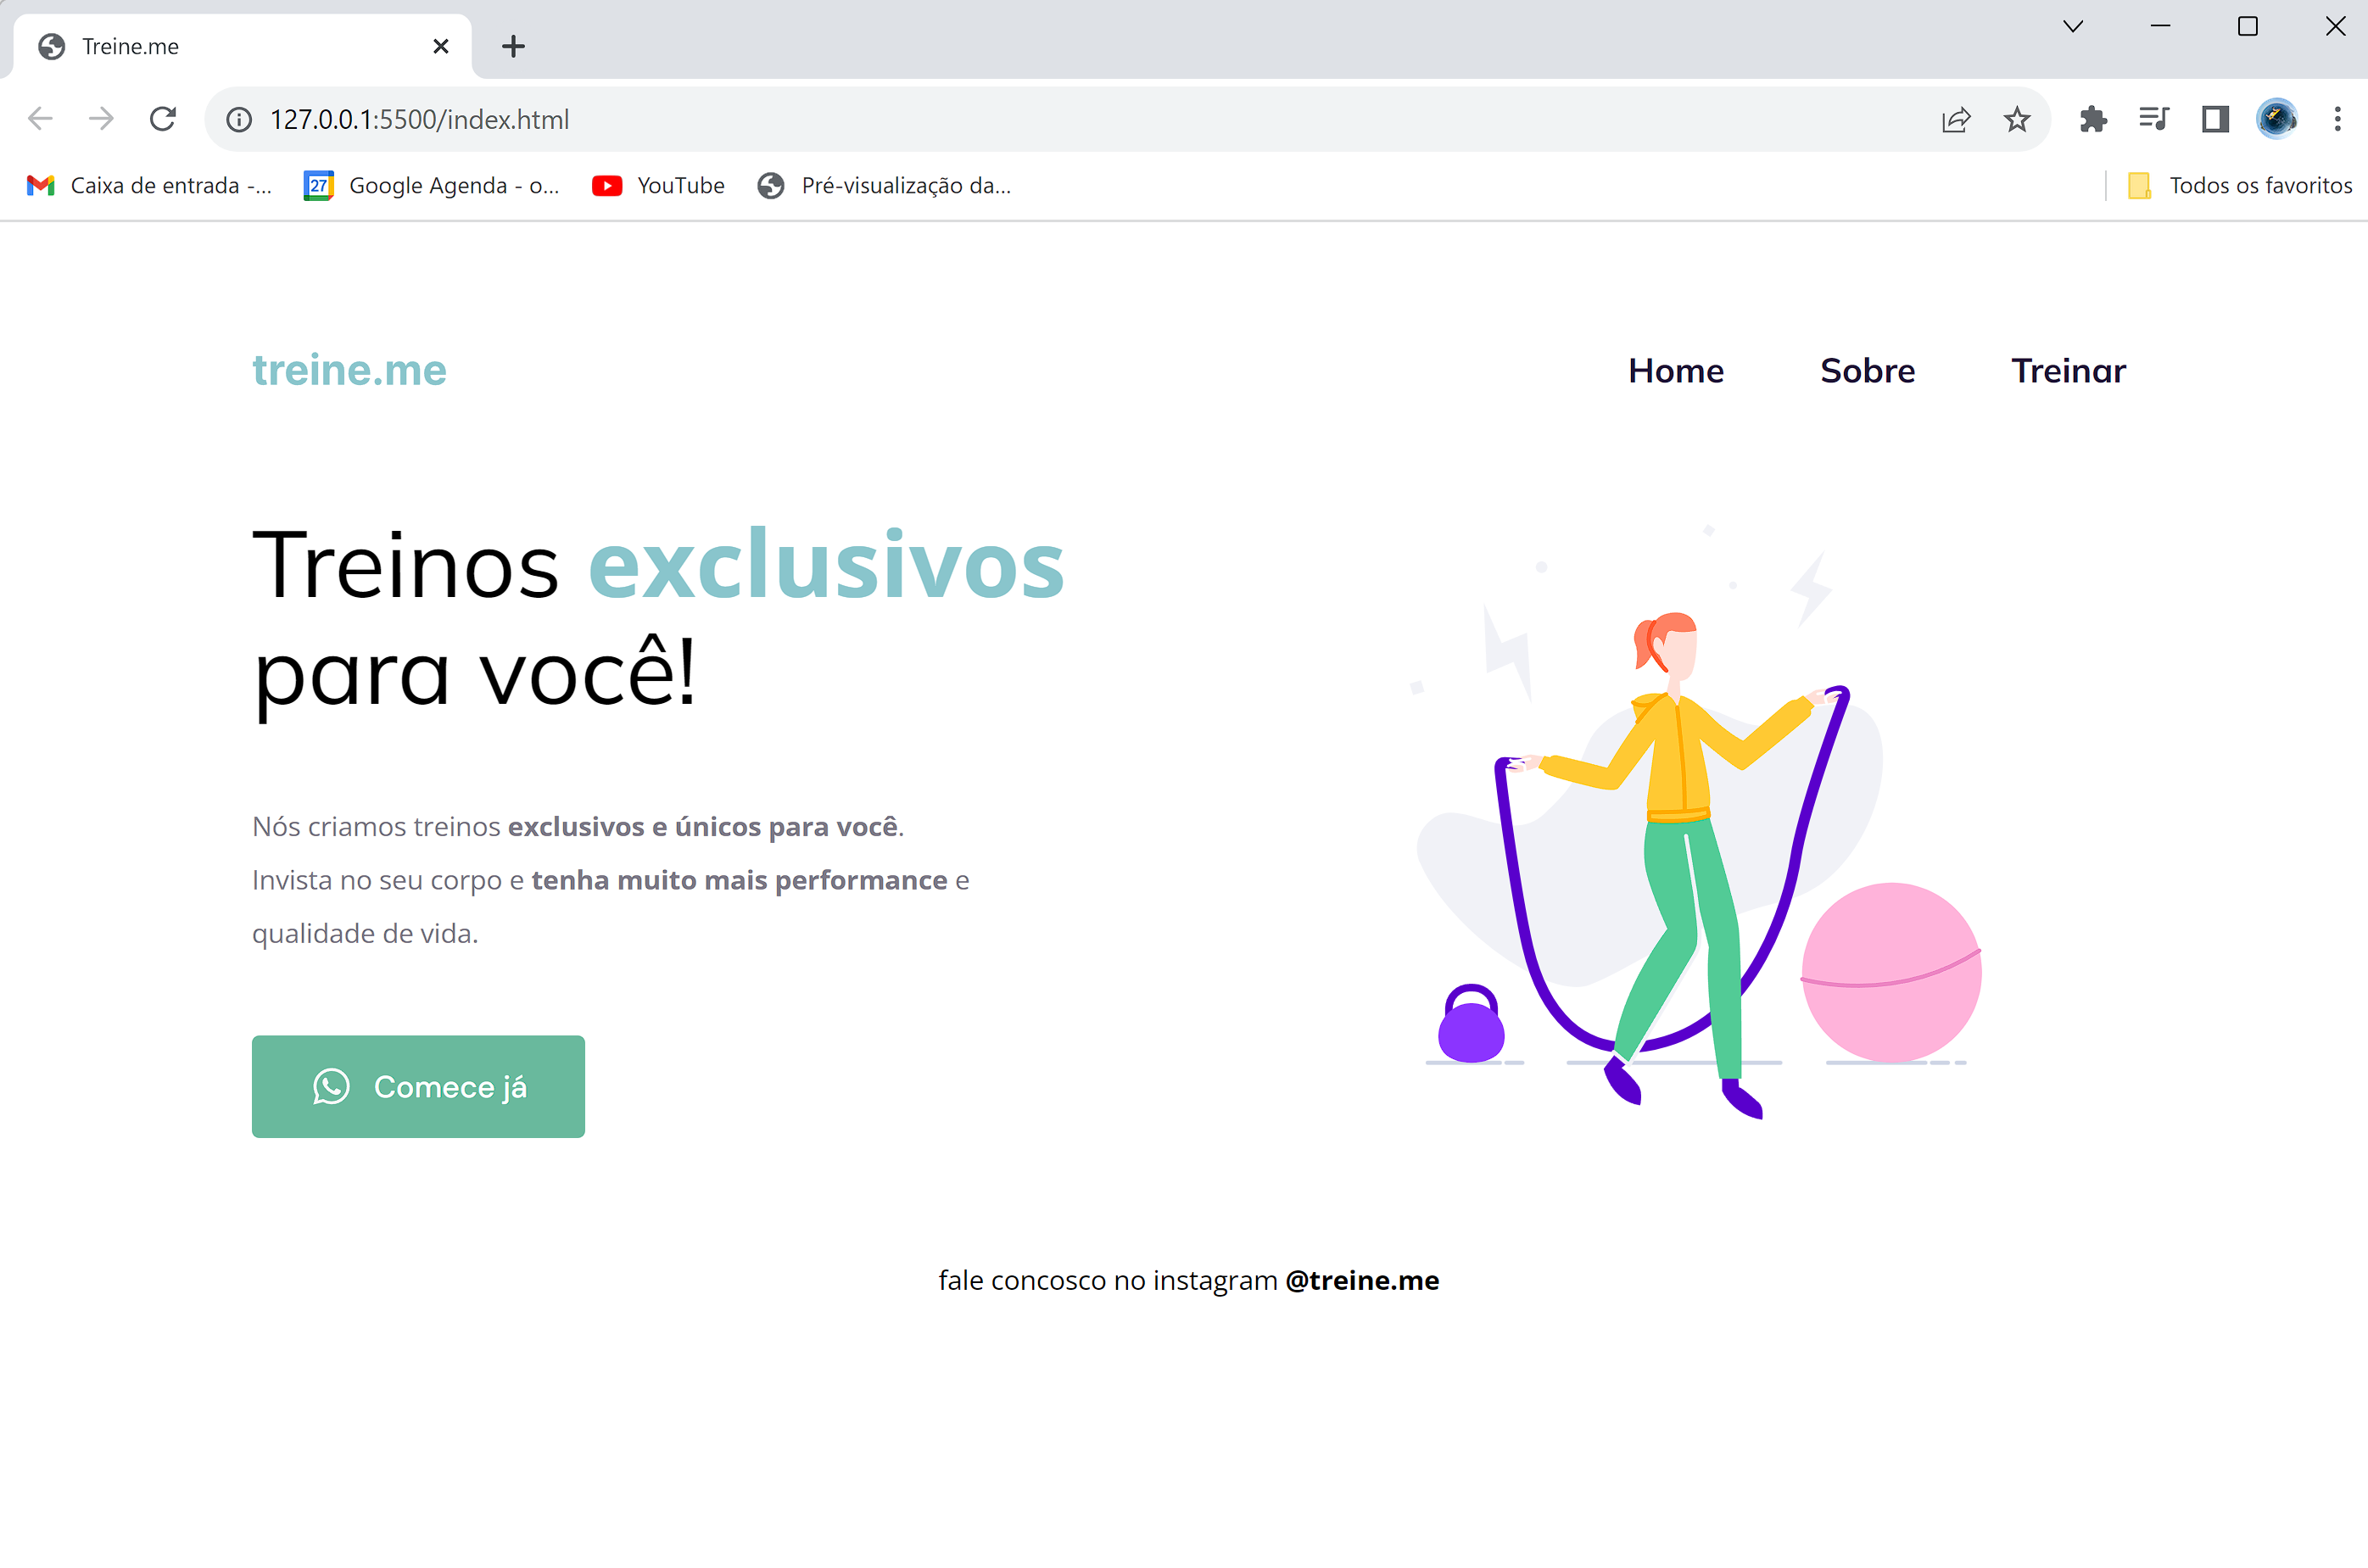 Treine.me
127.0.0.1:5500/index.html
Caixa de entrada -... 27 Google Agenda - o... YouTube Pré-visualização da... Todos os favoritos
treine.me Home Sobre Treinar
Treinos exclusivos
para você!
Nós criamos treinos exclusivos e únicos para você.
Invista no seu corpo e tenha muito mais performance e
qualidade de vida.
Comece já
fale concosco no instagram @treine.me